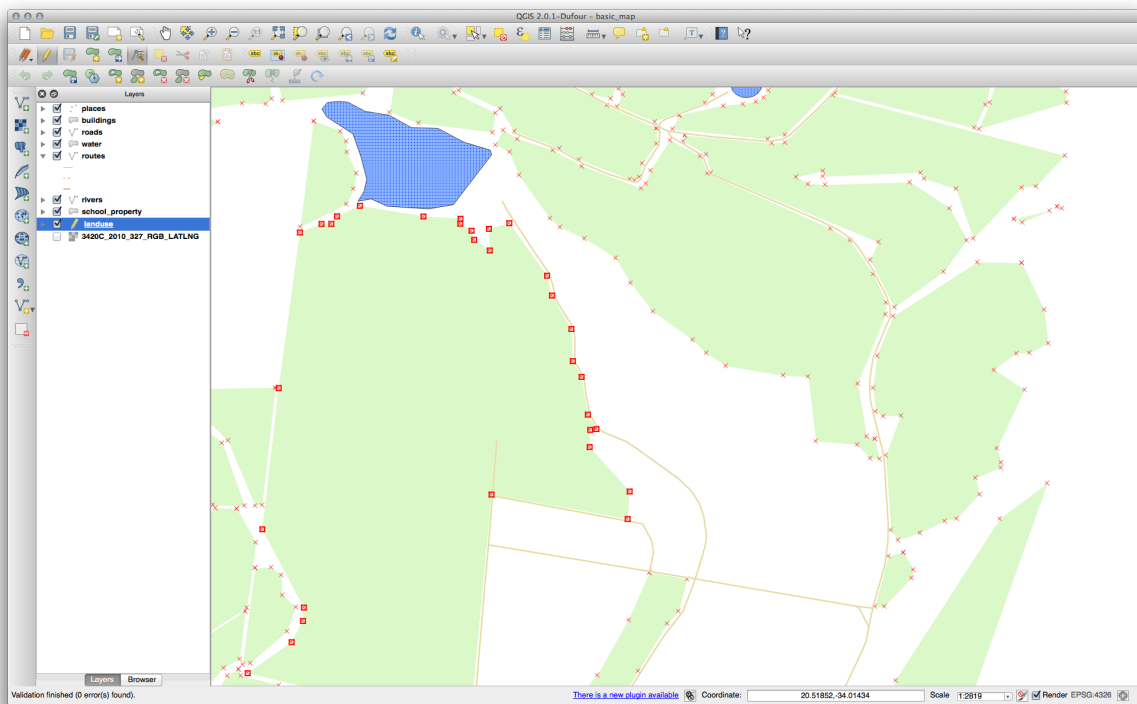 QGIS 2.0.1-Dufour - basic_map
Layers
places
buildings
roads
water
routes
rivers
school_property
landuse
3420C_2010_327_RGB_LATLNG
Layers
Browser
Validation finished (0 error(s) found).
There is a new plugin available
Coordinate:
20.51852,-34.01434
Scale
1:2819
Render
EPSG:4326